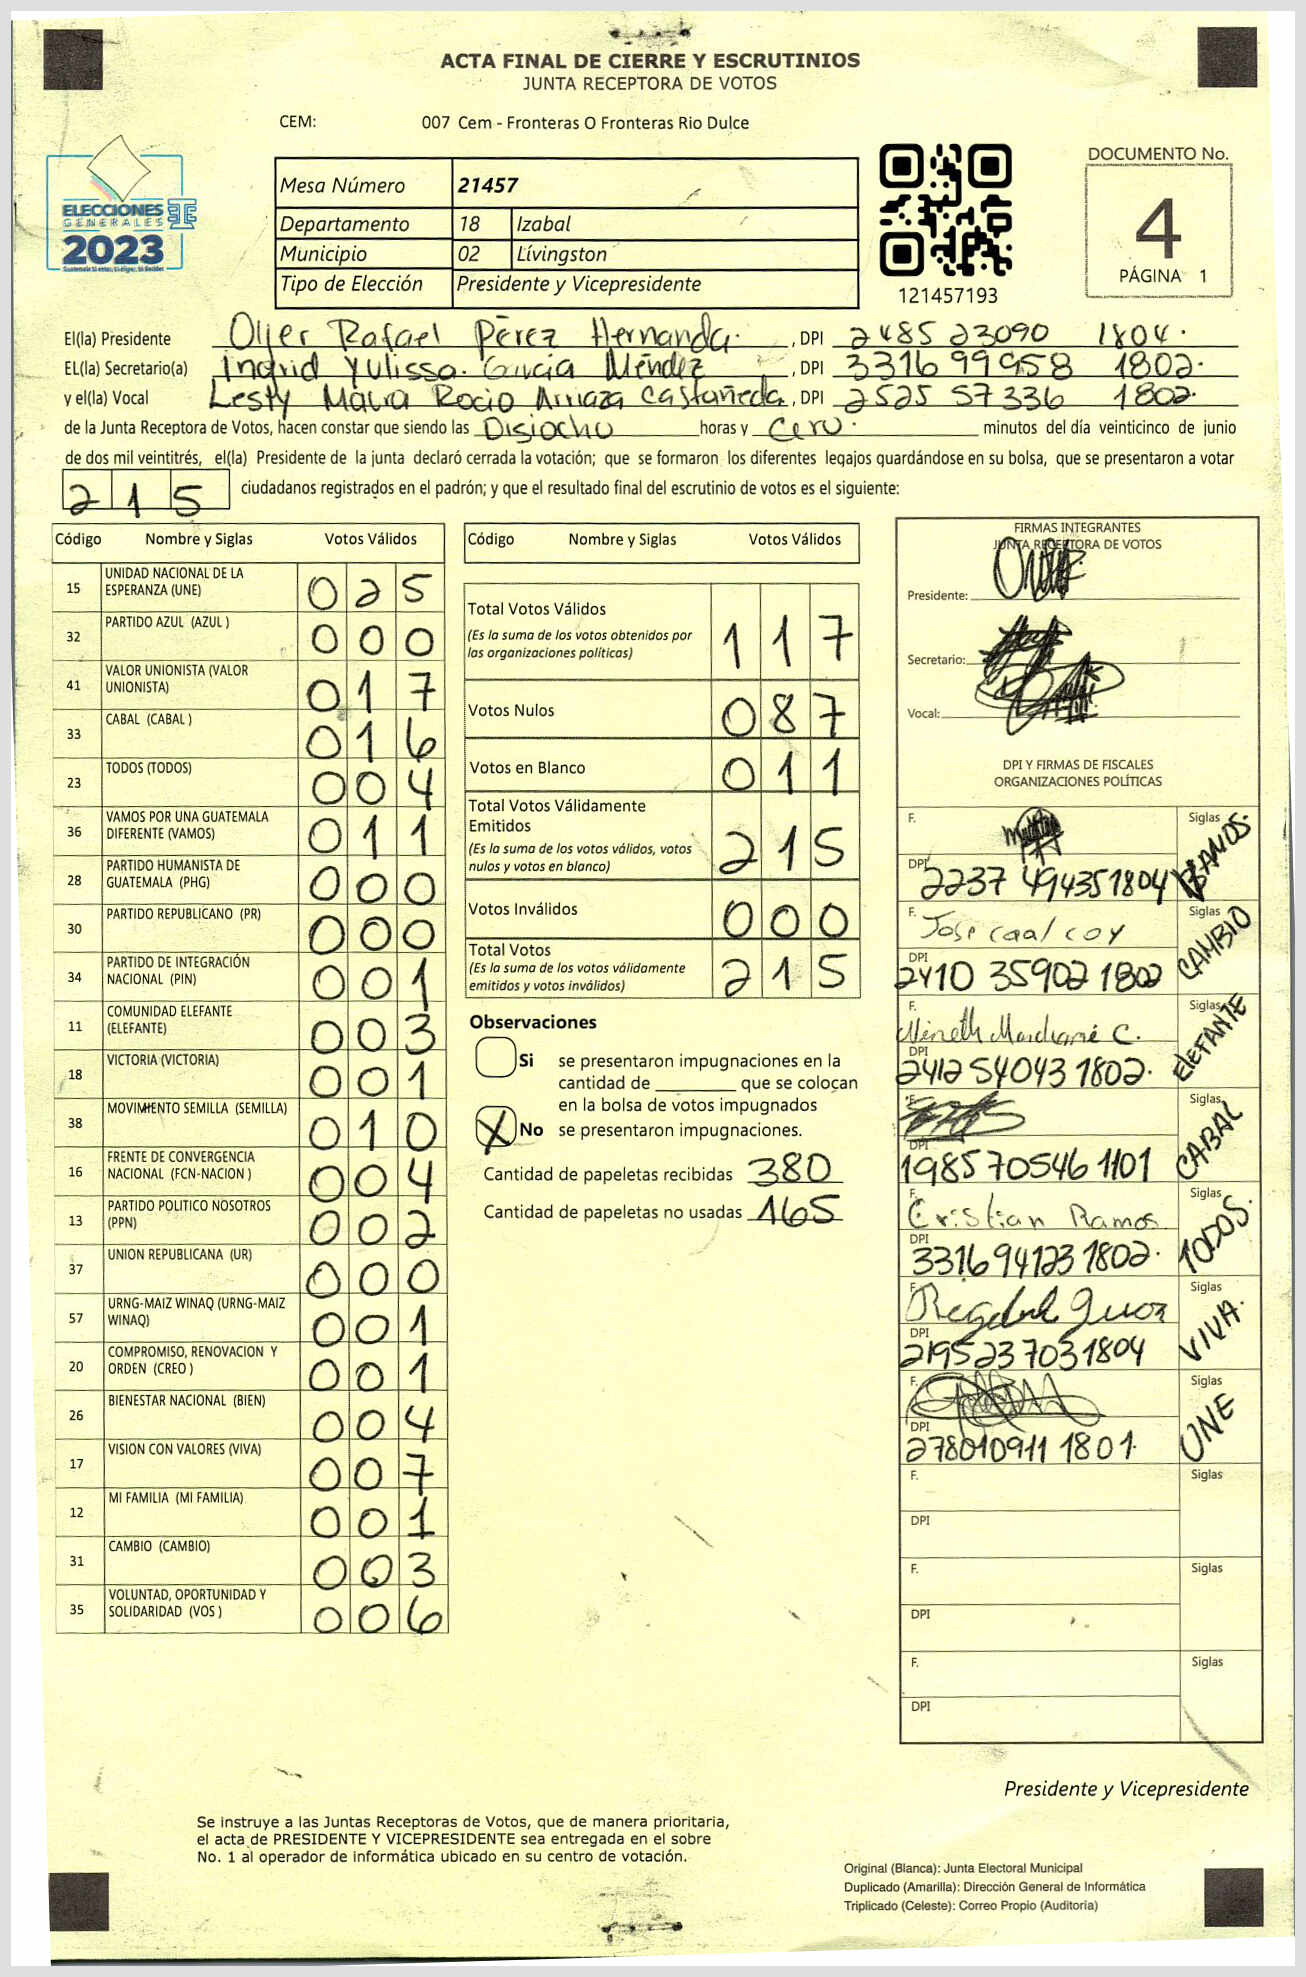 ACTA FINAL DE CIERRE Y ESCRUTINIOS
JUNTA RECEPTORA DE VOTOS
CEM: 007 Cem - Fronteras O Fronteras Rio Dulce
ELECCIONES
GENERALES
2023
Mesa Número 21457
Departamento 18 Izabal
Municipio 02 Lívingston
Tipo de Elección Presidente y Vicepresidente
121457193
DOCUMENTO No.
4
PÁGINA 1
El(la) Presidente Oljer Rafael Pérez Hernanda. , DPI 2485 23090 1804.
EL(la) Secretario(a) Ingrid Yulissa. García Méndez , DPI 3316 99958 1802.
y el(la) Vocal Lesty Maura Rocio Arriaza Castañeda , DPI 2525 57336 1802.
de la Junta Receptora de Votos, hacen constar que siendo las Disiocho horas y Cero. minutos del día veinticinco de junio
de dos mil veintitrés, el(la) Presidente de la junta declaró cerrada la votación; que se formaron los diferentes legajos guardándose en su bolsa, que se presentaron a votar
215 ciudadanos registrados en el padrón; y que el resultado final del escrutinio de votos es el siguiente:
Código Nombre y Siglas Votos Válidos
15 UNIDAD NACIONAL DE LA ESPERANZA (UNE) 025
32 PARTIDO AZUL (AZUL ) 000
41 VALOR UNIONISTA (VALOR UNIONISTA) 017
33 CABAL (CABAL ) 016
23 TODOS (TODOS) 004
36 VAMOS POR UNA GUATEMALA DIFERENTE (VAMOS) 011
28 PARTIDO HUMANISTA DE GUATEMALA (PHG) 000
30 PARTIDO REPUBLICANO (PR) 000
34 PARTIDO DE INTEGRACIÓN NACIONAL (PIN) 001
11 COMUNIDAD ELEFANTE (ELEFANTE) 003
18 VICTORIA (VICTORIA) 001
38 MOVIMIENTO SEMILLA (SEMILLA) 010
16 FRENTE DE CONVERGENCIA NACIONAL (FCN-NACION ) 004
13 PARTIDO POLITICO NOSOTROS (PPN) 002
37 UNION REPUBLICANA (UR) 000
57 URNG-MAIZ WINAQ (URNG-MAIZ WINAQ) 001
20 COMPROMISO, RENOVACION Y ORDEN (CREO ) 001
26 BIENESTAR NACIONAL (BIEN) 004
17 VISION CON VALORES (VIVA) 007
12 MI FAMILIA (MI FAMILIA) 001
31 CAMBIO (CAMBIO) 003
35 VOLUNTAD, OPORTUNIDAD Y SOLIDARIDAD (VOS ) 006
Código Nombre y Siglas Votos Válidos
Total Votos Válidos 117
(Es la suma de los votos obtenidos por
las organizaciones políticas)
Votos Nulos 087
Votos en Blanco 011
Total Votos Válidamente
Emitidos 215
(Es la suma de los votos válidos, votos
nulos y votos en blanco)
Votos Inválidos 000
Total Votos 215
(Es la suma de los votos válidamente
emitidos y votos inválidos)
Observaciones
Si se presentaron impugnaciones en la
cantidad de ________ que se colocan
en la bolsa de votos impugnados
X No se presentaron impugnaciones.
Cantidad de papeletas recibidas 380
Cantidad de papeletas no usadas 165
FIRMAS INTEGRANTES
JUNTA RECEPTORA DE VOTOS
Presidente:
Secretario:
Vocal:
DPI Y FIRMAS DE FISCALES
ORGANIZACIONES POLÍTICAS
F. Siglas VAMOS.
DPI 2237 49435 1804
F. Jose caal coy Siglas CAMBIO
DPI 2410 35902 1802
F. Siglas ELEFANTE
DPI 2412 54043 1802.
F. Siglas CABAL
DPI 1985 70546 1101
F. Cristian Ramos Siglas TODOS.
DPI 3316 94123 1802.
F. Siglas VIVA.
DPI 2195 23703 1804
F. Siglas UNE
DPI 2780 10911 1801.
F. Siglas
DPI
F. Siglas
DPI
F. Siglas
DPI
Presidente y Vicepresidente
Se instruye a las Juntas Receptoras de Votos, que de manera prioritaria,
el acta de PRESIDENTE Y VICEPRESIDENTE sea entregada en el sobre
No. 1 al operador de informática ubicado en su centro de votación.
Original (Blanca): Junta Electoral Municipal
Duplicado (Amarilla): Dirección General de Informática
Triplicado (Celeste): Correo Propio (Auditoría)